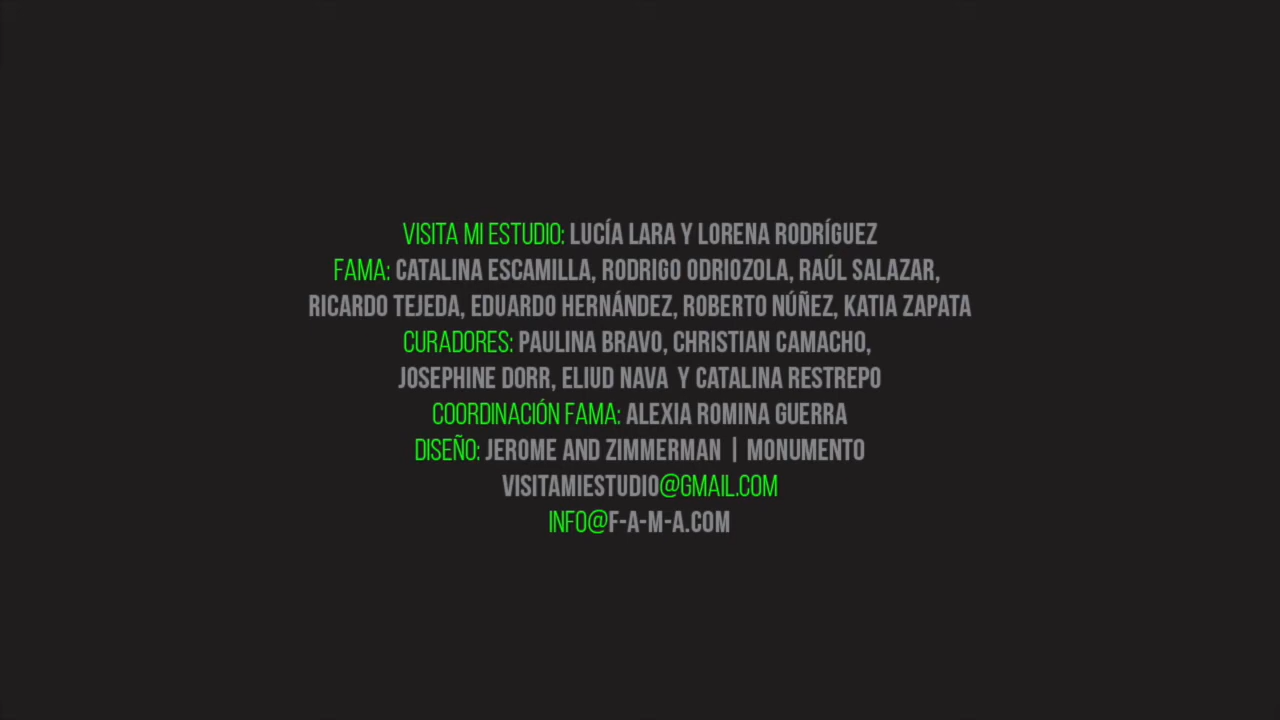 VISITA MI ESTUDIO: LUCÍA LARA Y LORENA RODRÍGUEZ
FAMA: CATALINA ESCAMILLA, RODRIGO ODRIOZOLA, RAÚL SALAZAR,
RICARDO TEJEDA, EDUARDO HERNÁNDEZ, ROBERTO NÚÑEZ, KATIA ZAPATA
CURADORES: PAULINA BRAVO, CHRISTIAN CAMACHO,
JOSEPHINE DORR, ELIUD NAVA Y CATALINA RESTREPO
COORDINACIÓN FAMA: ALEXIA ROMINA GUERRA
DISEÑO: JEROME AND ZIMMERMAN | MONUMENTO
VISITAMIESTUDIO@GMAIL.COM
INFO@F-A-M-A.COM